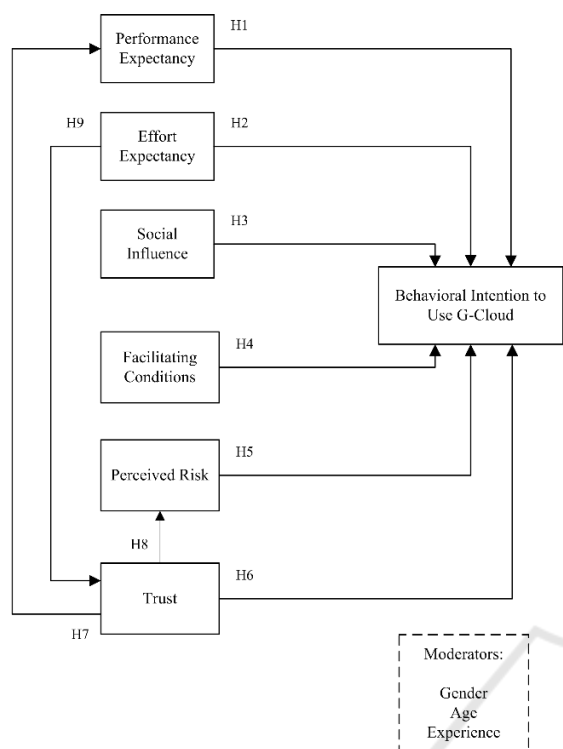 H1
Performance
Expectancy
H9
H2
Effort
Expectancy
H3
Social
Influence
Behavioral Intention to
Use G-Cloud
H4
Facilitating
Conditions
H5
Perceived Risk
H8
H6
Trust
H7
Moderators:
Gender
Age
Experience